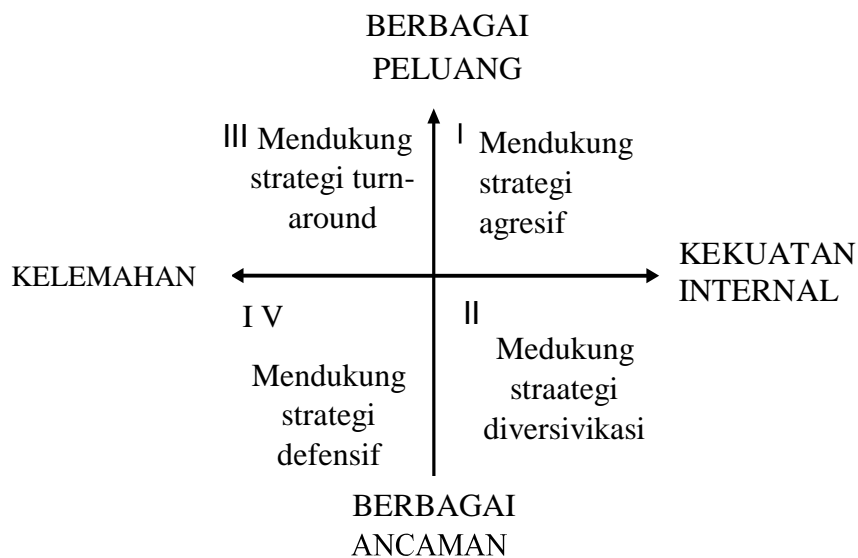 BERBAGAI
PELUANG
III Mendukung
strategi turn-
around
I Mendukung
strategi
agresif
KELEMAHAN
KEKUATAN
INTERNAL
I V
Mendukung
strategi
defensif
II
Medukung
straategi
diversivikasi
BERBAGAI
ANCAMAN